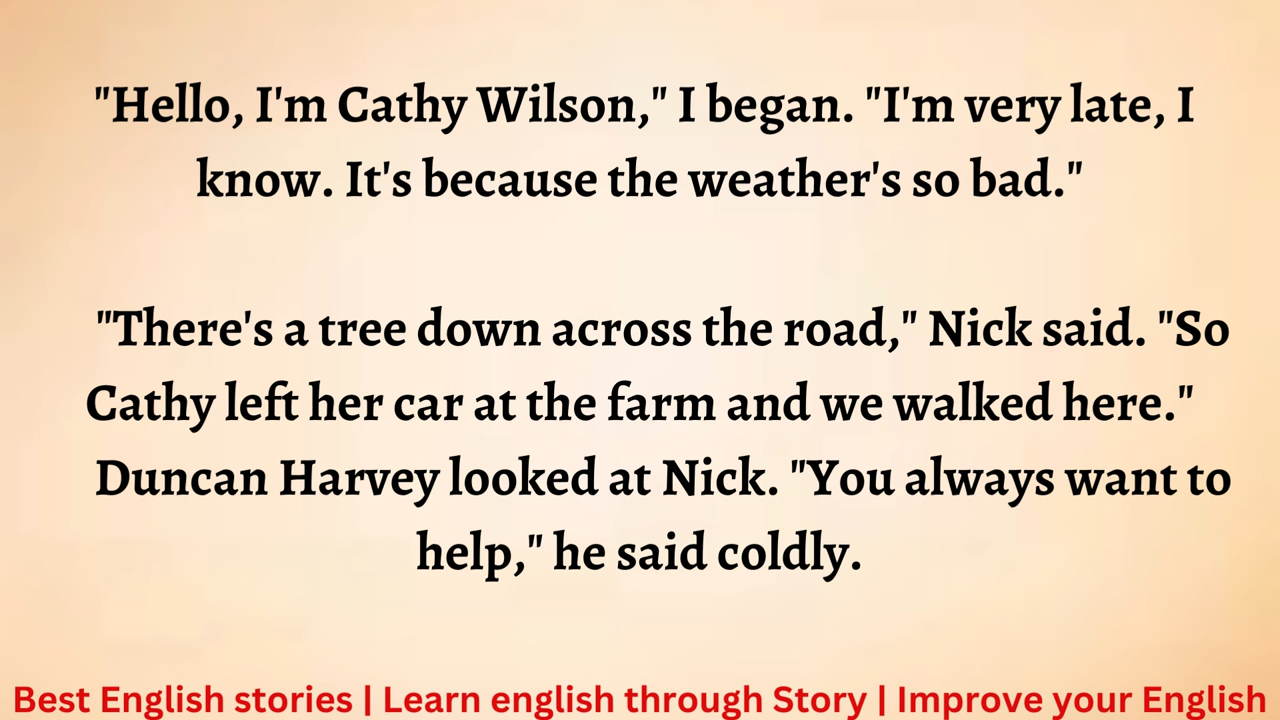 "Hello, I'm Cathy Wilson," I began. "I'm very late, I
know. It's because the weather's so bad."
"There's a tree down across the road," Nick said. "So
Cathy left her car at the farm and we walked here."
Duncan Harvey looked at Nick. "You always want to
help," he said coldly.
Best English stories | Learn english through Story | Improve your English